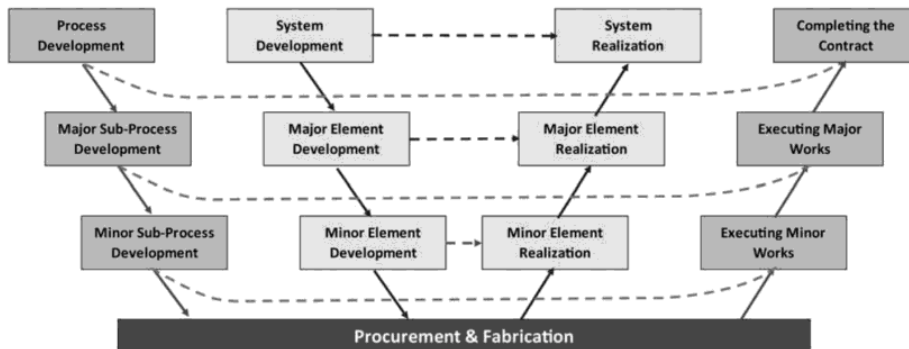 Process
Development
System
Development
System
Realization
Completing the
Contract
Major Sub-Process
Development
Major Element
Development
Major Element
Realization
Executing Major
Works
Minor Sub-Process
Development
Minor Element
Development
Minor Element
Realization
Executing Minor
Works
Procurement & Fabrication